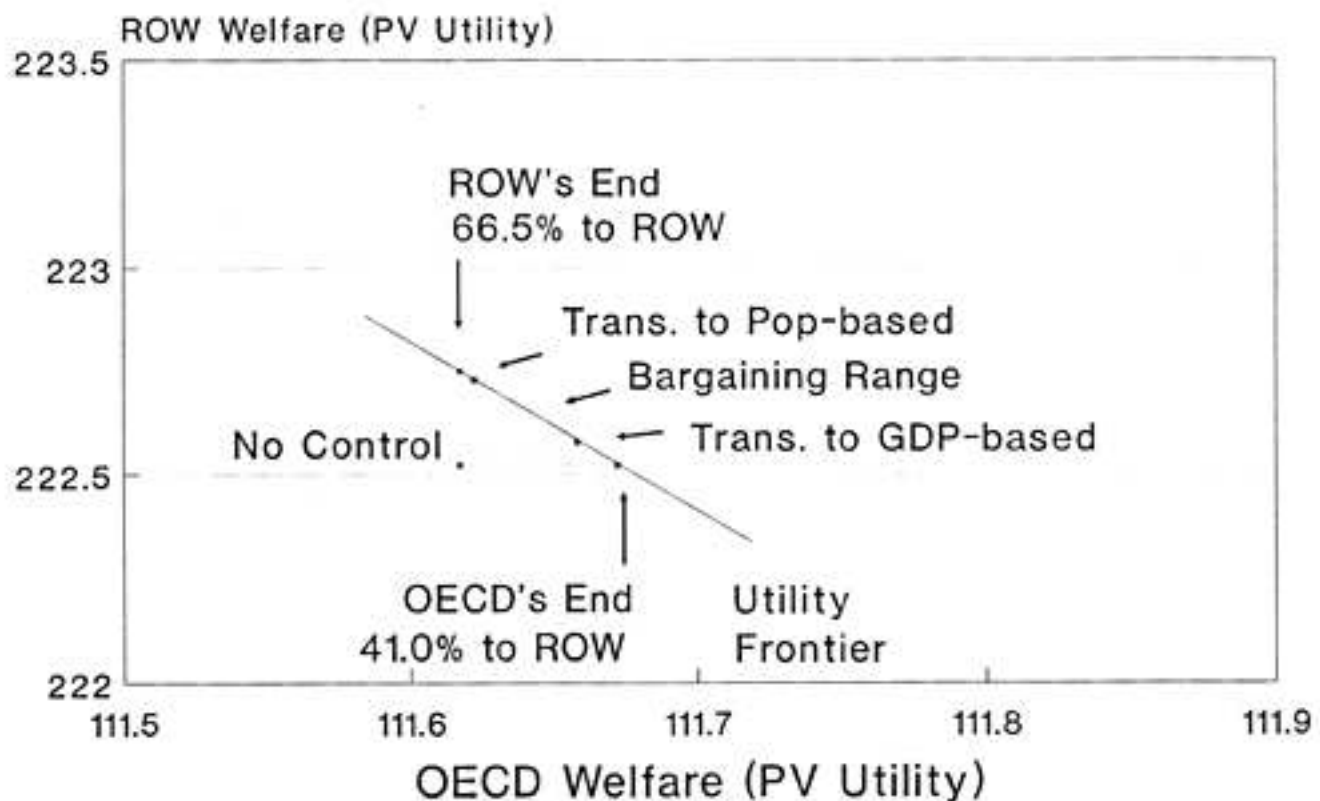 ROW Welfare (PV Utility)
223.5
ROW's End
66.5% to ROW
223
Trans. to Pop-based
Bargaining Range
Trans. to GDP-based
No Control
222.5
OECD's End
41.0% to ROW
Utility
Frontier
222
111.5
111.6
111.7
111.8
111.9
OECD Welfare (PV Utility)